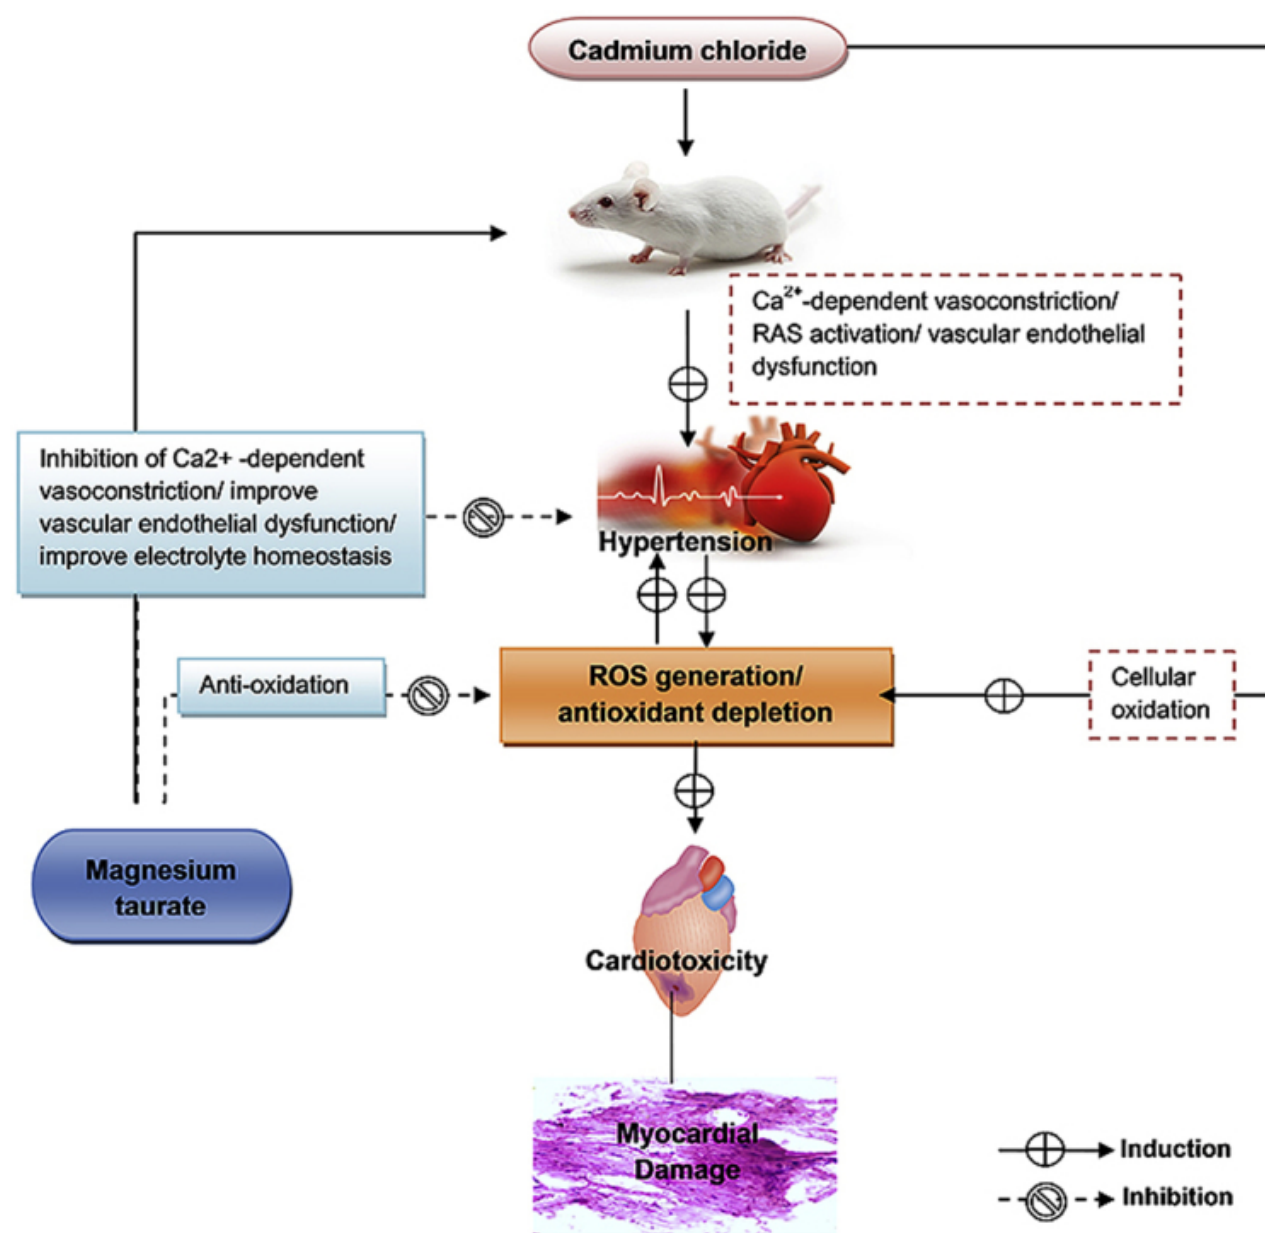 Cadmium chloride
Ca²⁺-dependent vasoconstriction/
RAS activation/ vascular endothelial
dysfunction
Inhibition of Ca2+ -dependent
vasoconstriction/ improve
vascular endothelial dysfunction/
improve electrolyte homeostasis
Hypertension
Anti-oxidation
ROS generation/
antioxidant depletion
Cellular
oxidation
Magnesium
taurate
Cardiotoxicity
Myocardial
Damage
Induction
Inhibition